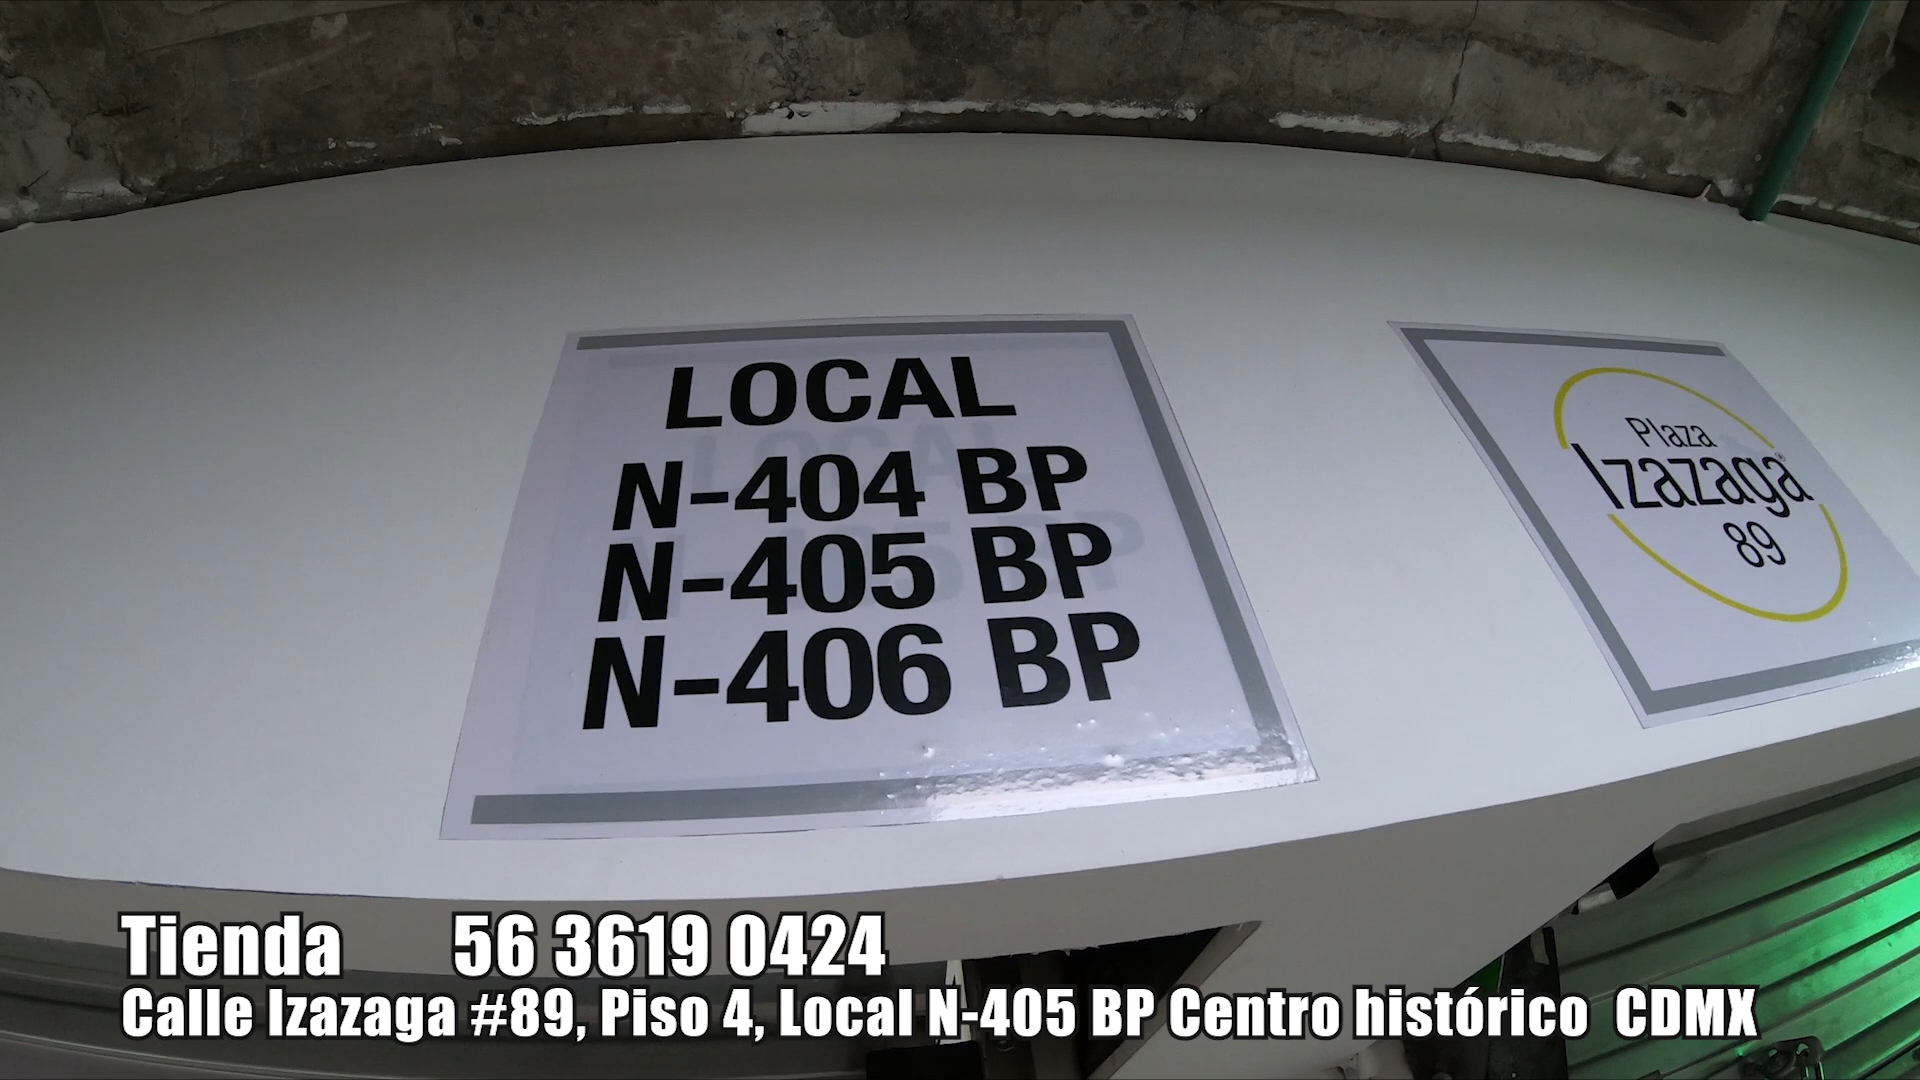 LOCAL
N-404 BP
N-405 BP
N-406 BP
Plaza
Izazaga®
89
Tienda 56 3619 0424
Calle Izazaga #89, Piso 4, Local N-405 BP Centro histórico CDMX